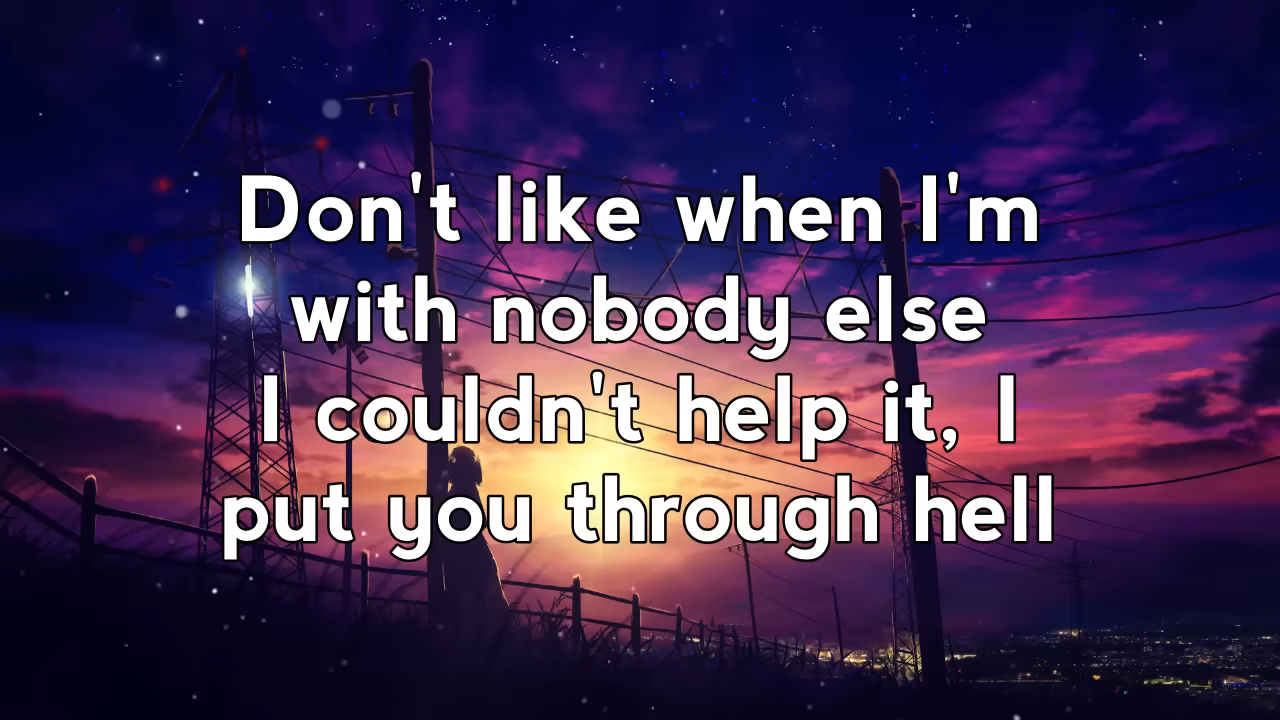 Don't like when I'm
with nobody else
I couldn't help it, I
put you through hell